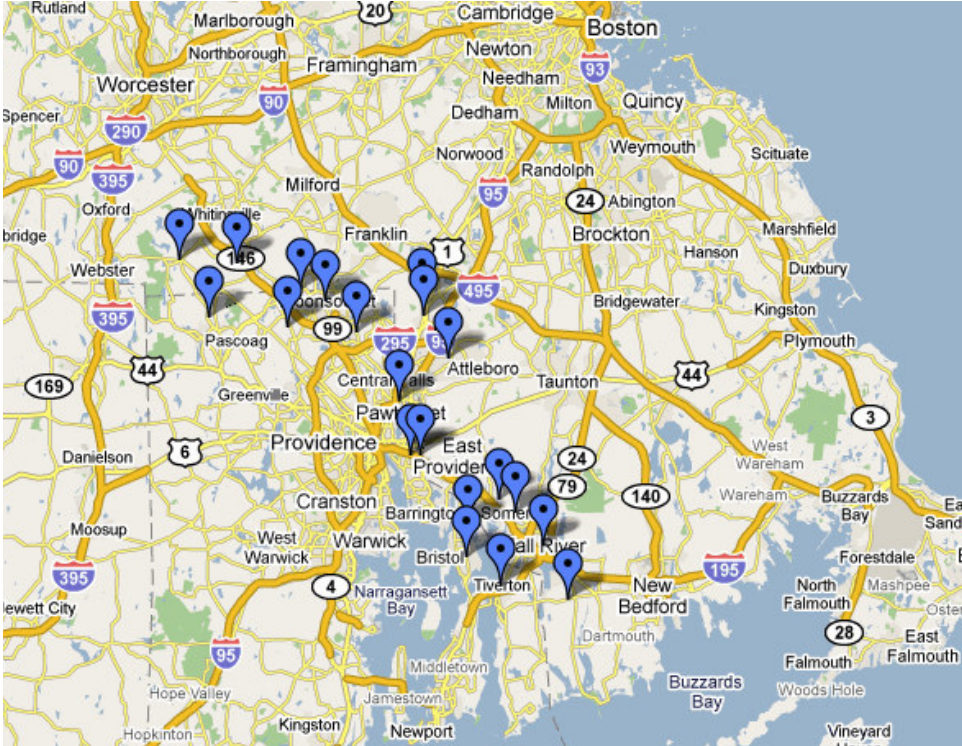 Rutland
20
Marlborough
Cambridge
Boston
Northborough
Newton
Framingham
Worcester
93
Needham
90
Milton
Quincy
Dedham
Spencer
290
Weymouth
90
Norwood
395
Randolph
Milford
95
24
Abington
Scituate
Oxford
Franklin
Brockton
Marshfield
bridge
1
Hanson
146
Webster
Duxbury
495
Bridgewater
Kingston
395
99
Pascoag
295
Plymouth
44
Attleboro
Taunton
44
169
Greenville
3
Providence
East
6
West
Wareham
Danielson
24
Cranston
79
140
Wareham
Buzzards
Bay
Moosup
West
Warwick
Warwick
Bristol
Forestdale
395
Tiverton
195
Mashpee
4
Narragansett
Bay
New
Bedford
North
Falmouth
28
East
Falmouth
Dartmouth
95
Middletown
Falmouth
Hope Valley
Buzzards
Bay
Woods Hole
Jamestown
Kingston
Newport
Hopkinton
Vineyard